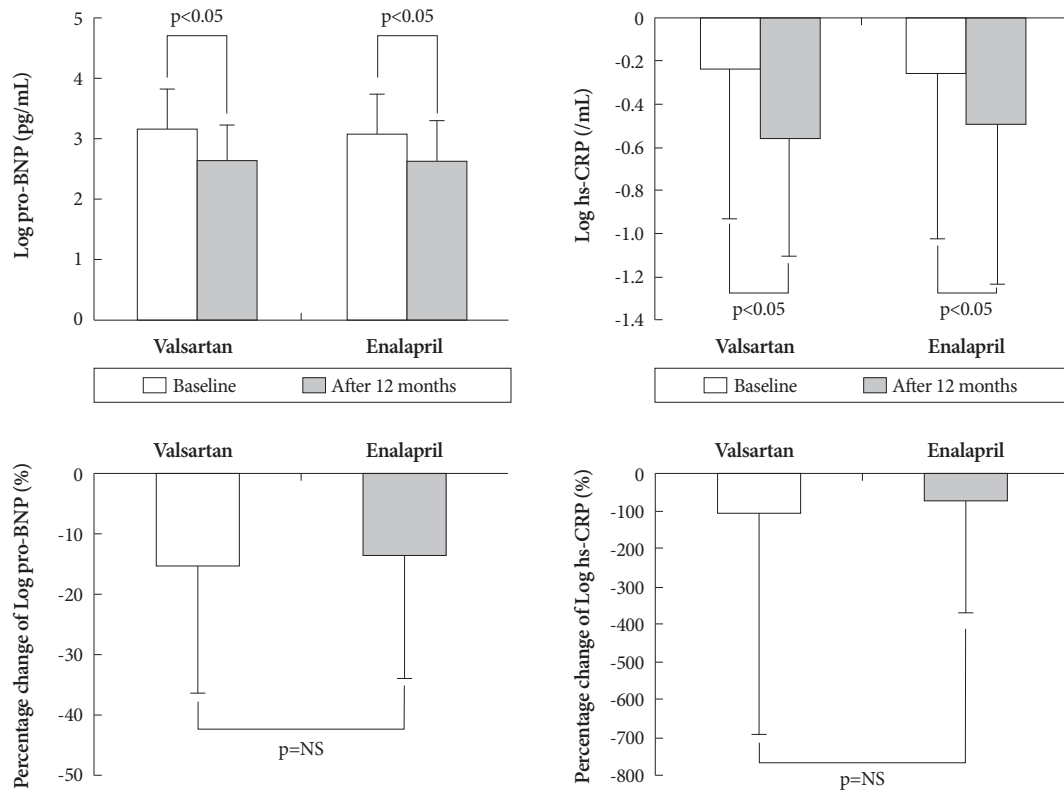 Log pro-BNP (pg/mL)
5
4
3
2
1
0
p<0.05
p<0.05
Valsartan
Enalapril
Baseline
After 12 months
Log hs-CRP (/mL)
0
-0.2
-0.4
-0.6
-0.8
-1.0
-1.2
-1.4
p<0.05
p<0.05
Valsartan
Enalapril
Baseline
After 12 months
Percentage change of Log pro-BNP (%)
Valsartan
Enalapril
0
-10
-20
-30
-40
-50
p=NS
Percentage change of Log hs-CRP (%)
Valsartan
Enalapril
0
-100
-200
-300
-400
-500
-600
-700
-800
p=NS